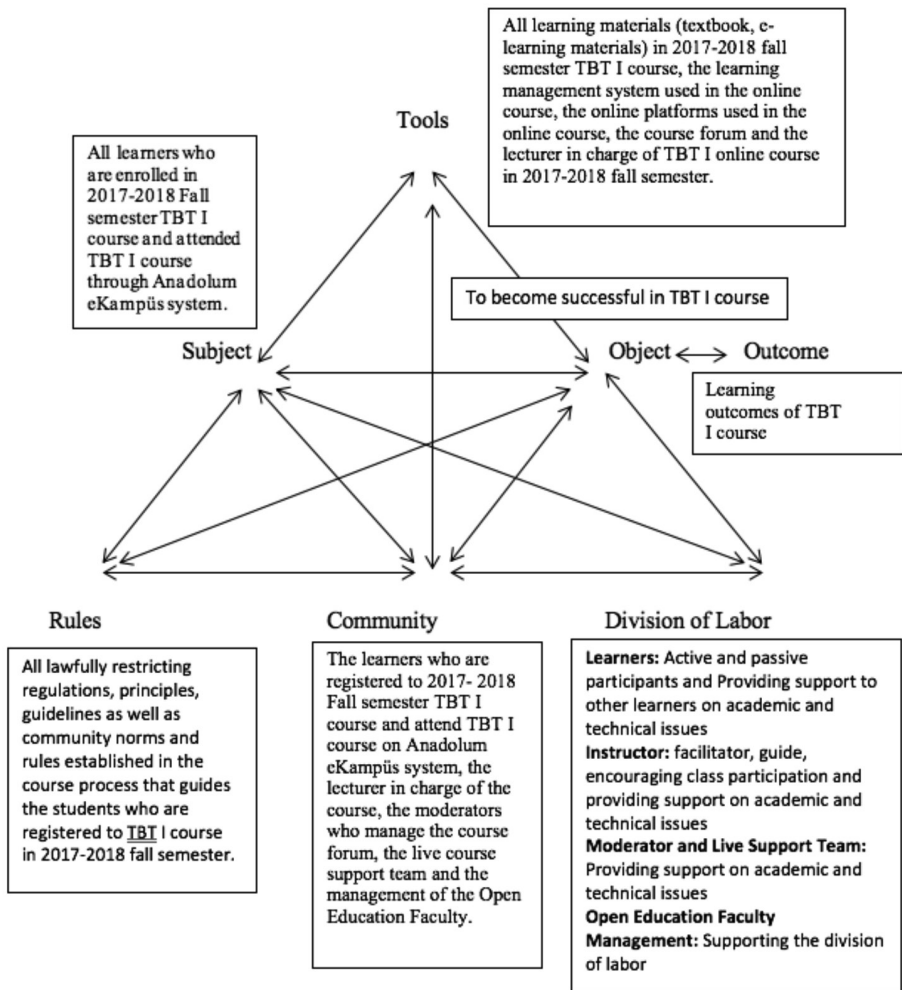 All learning materials (textbook, e-
learning materials) in 2017-2018 fall
semester TBT I course, the learning
management system used in the online
course, the online platforms used in the
online course, the course forum and the
lecturer in charge of TBT I online course
in 2017-2018 fall semester.
Tools
All learners who
are enrolled in
2017-2018 Fall
semester TBT I
course and attended
TBT I course
through Anadolum
eKampüs system.
To become successful in TBT I course
Subject
Object
Outcome
Learning
outcomes of TBT
I course
Rules
All lawfully restricting
regulations, principles,
guidelines as well as
community norms and
rules established in the
course process that guides
the students who are
registered to TBT I course
in 2017-2018 fall semester.
Community
The learners who are
registered to 2017- 2018
Fall semester TBT I
course and attend TBT I
course on Anadolum
eKampüs system, the
lecturer in charge of the
course, the moderators
who manage the course
forum, the live course
support team and the
management of the Open
Education Faculty.
Division of Labor
Learners: Active and passive
participants and Providing support to
other learners on academic and
technical issues
Instructor: facilitator, guide,
encouraging class participation and
providing support on academic and
technical issues
Moderator and Live Support Team:
Providing support on academic and
technical issues
Open Education Faculty
Management: Supporting the division
of labor